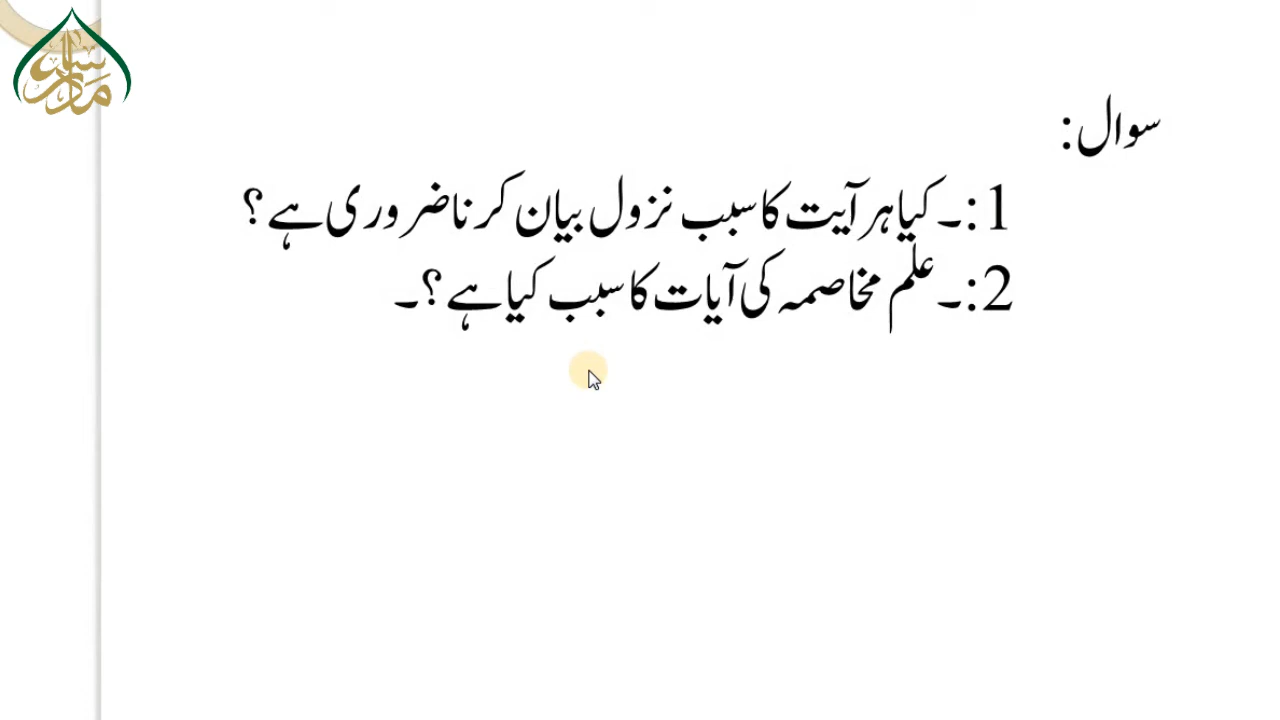 سوال:
1:۔ کیا ہر آیت کا سبب نزول بیان کرنا ضروری ہے؟
2:۔ علم مخاصمہ کی آیات کا سبب کیا ہے؟۔